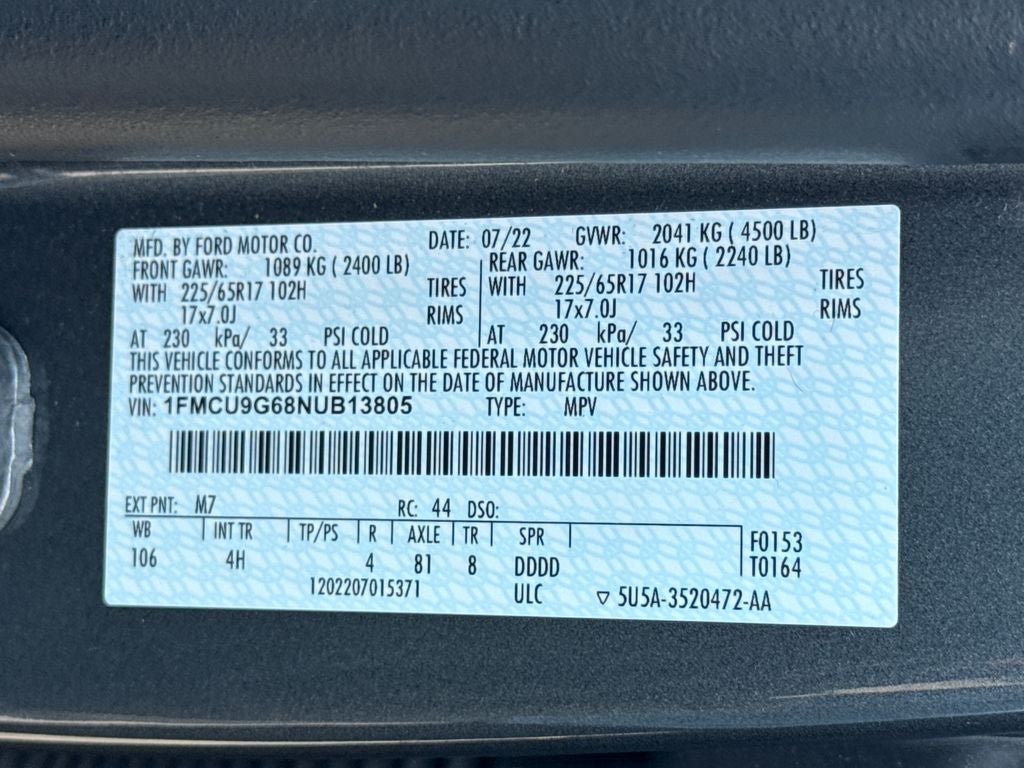 MFD. BY FORD MOTOR CO. DATE: 07/22 GVWR: 2041 KG ( 4500 LB)
FRONT GAWR: 1089 KG ( 2400 LB) REAR GAWR: 1016 KG ( 2240 LB)
WITH 225/65R17 102H TIRES WITH 225/65R17 102H TIRES
17x7.0J RIMS 17x7.0J RIMS
AT 230 kPa/ 33 PSI COLD AT 230 kPa/ 33 PSI COLD
THIS VEHICLE CONFORMS TO ALL APPLICABLE FEDERAL MOTOR VEHICLE SAFETY AND THEFT
PREVENTION STANDARDS IN EFFECT ON THE DATE OF MANUFACTURE SHOWN ABOVE.
VIN: 1FMCU9G68NUB13805 TYPE: MPV
EXT PNT: M7 RC: 44 DSO:
WB INT TR TP/PS R AXLE TR SPR F0153
106 4H 4 81 8 DDDD T0164
1202207015371 ULC ▽ 5U5A-3520472-AA